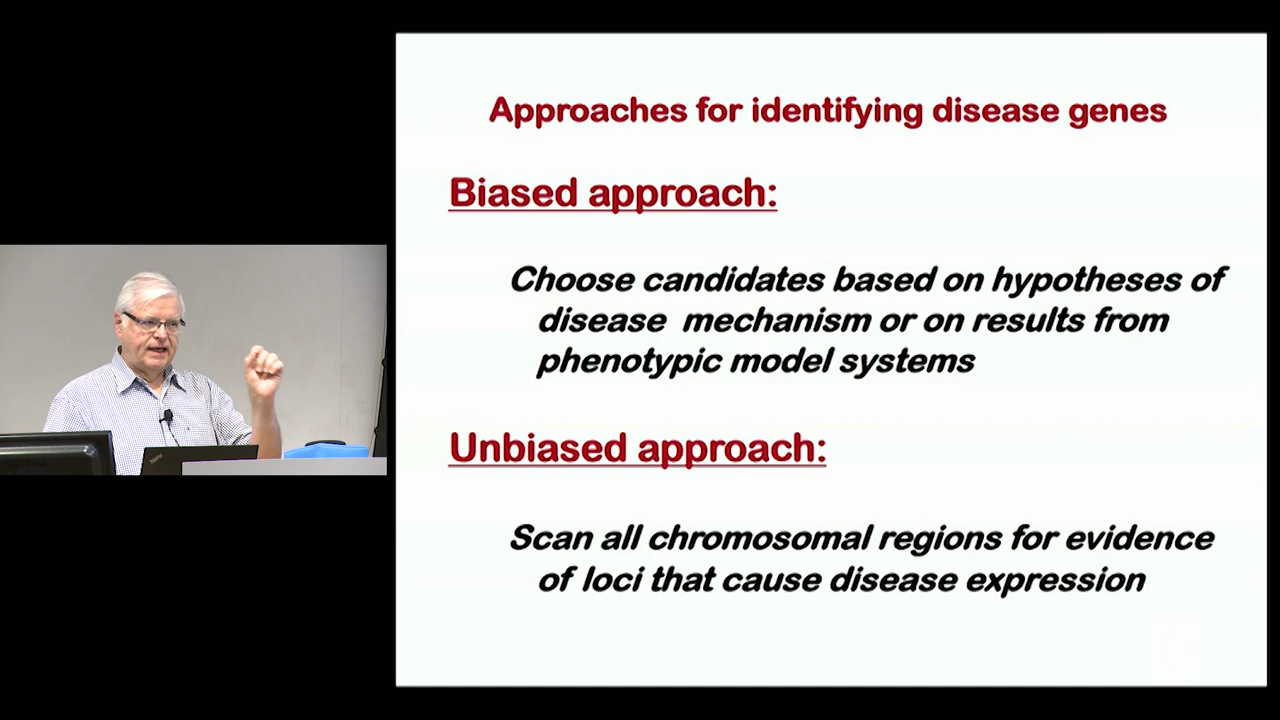 Approaches for identifying disease genes
Biased approach:
Choose candidates based on hypotheses of
disease mechanism or on results from
phenotypic model systems
Unbiased approach:
Scan all chromosomal regions for evidence
of loci that cause disease expression